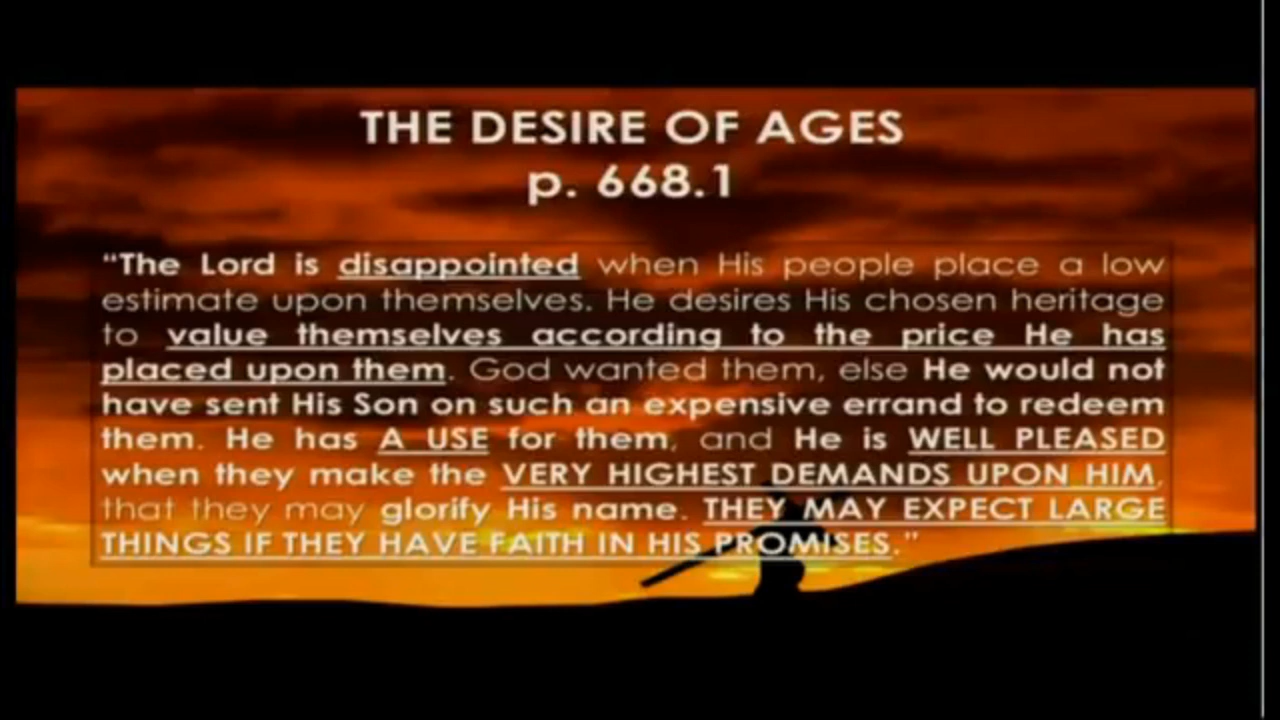 THE DESIRE OF AGES
p. 668.1
“The Lord is disappointed when His people place a low
estimate upon themselves. He desires His chosen heritage
to value themselves according to the price He has
placed upon them. God wanted them, else He would not
have sent His Son on such an expensive errand to redeem
them. He has A USE for them, and He is WELL PLEASED
when they make the VERY HIGHEST DEMANDS UPON HIM,
that they may glorify His name. THEY MAY EXPECT LARGE
THINGS IF THEY HAVE FAITH IN HIS PROMISES.”